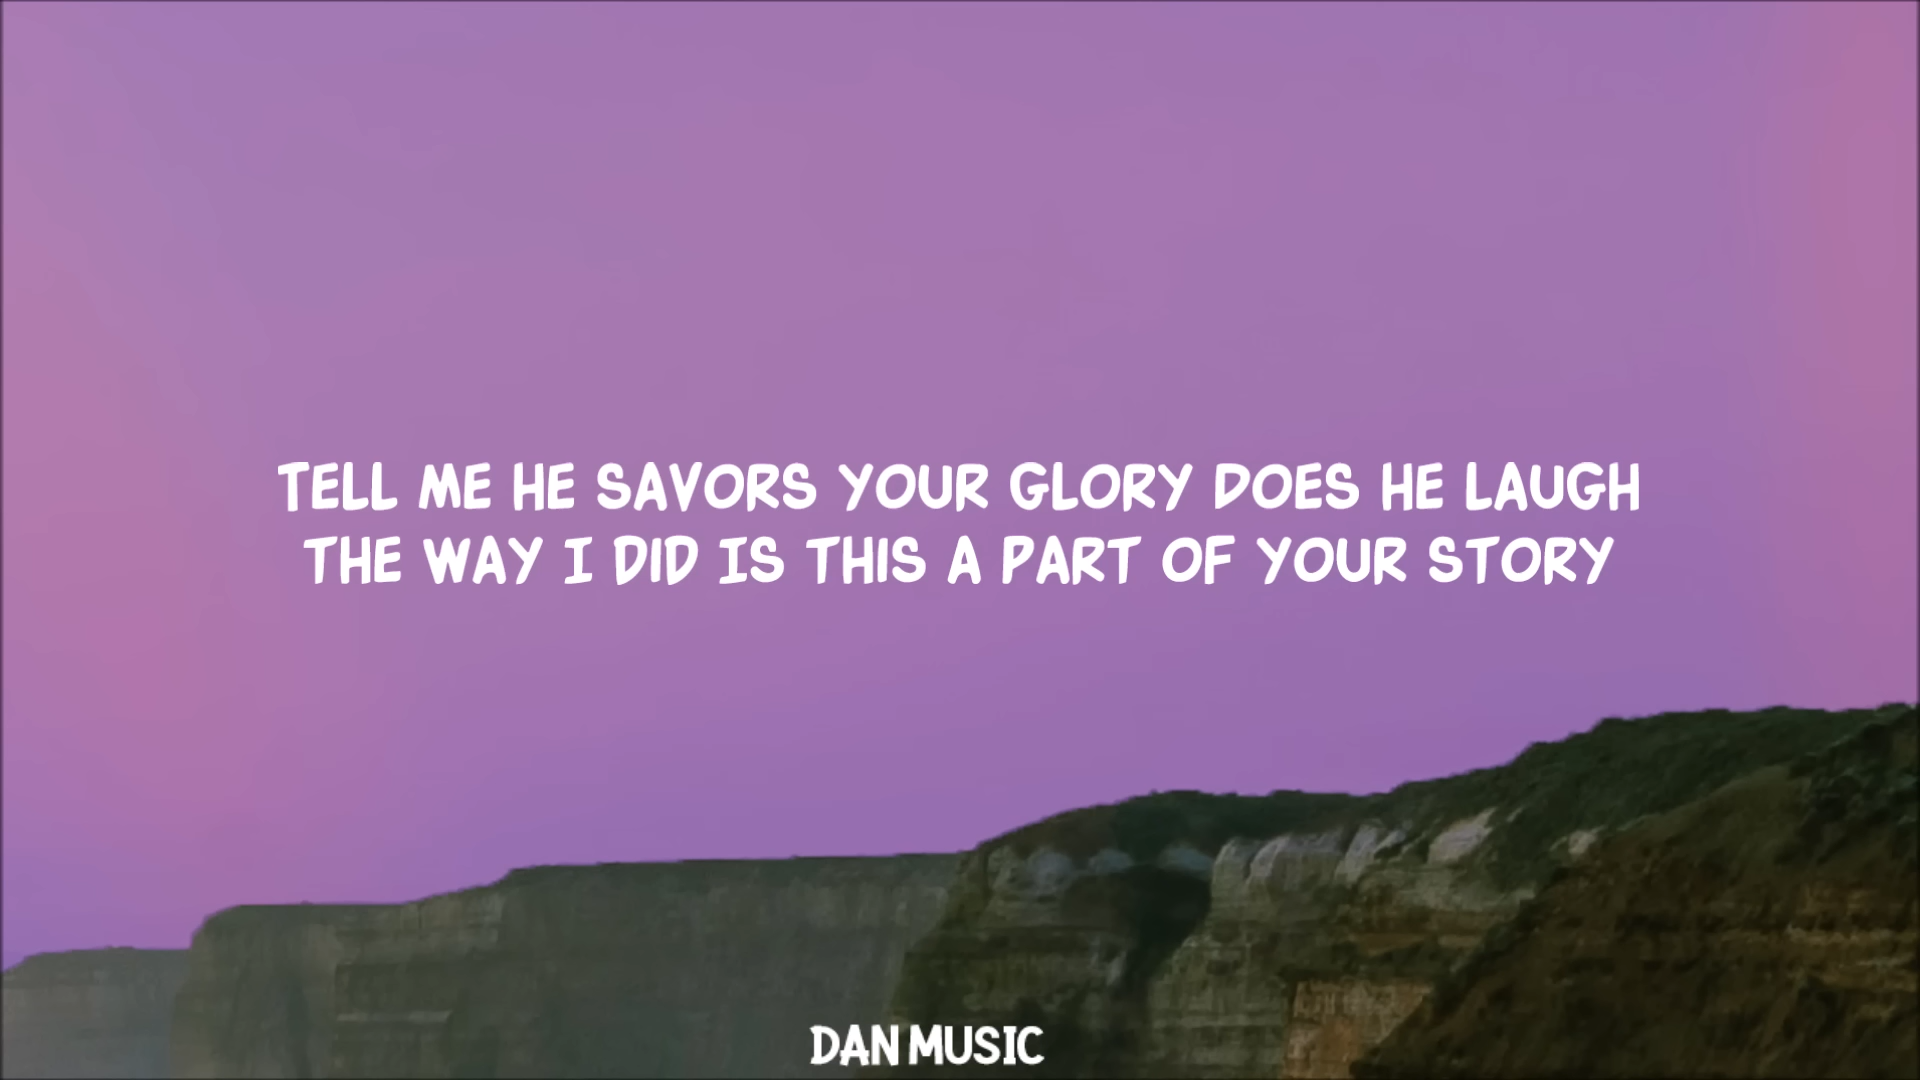 TELL ME HE SAVORS YOUR GLORY DOES HE LAUGH
THE WAY I DID IS THIS A PART OF YOUR STORY
DAN MUSIC